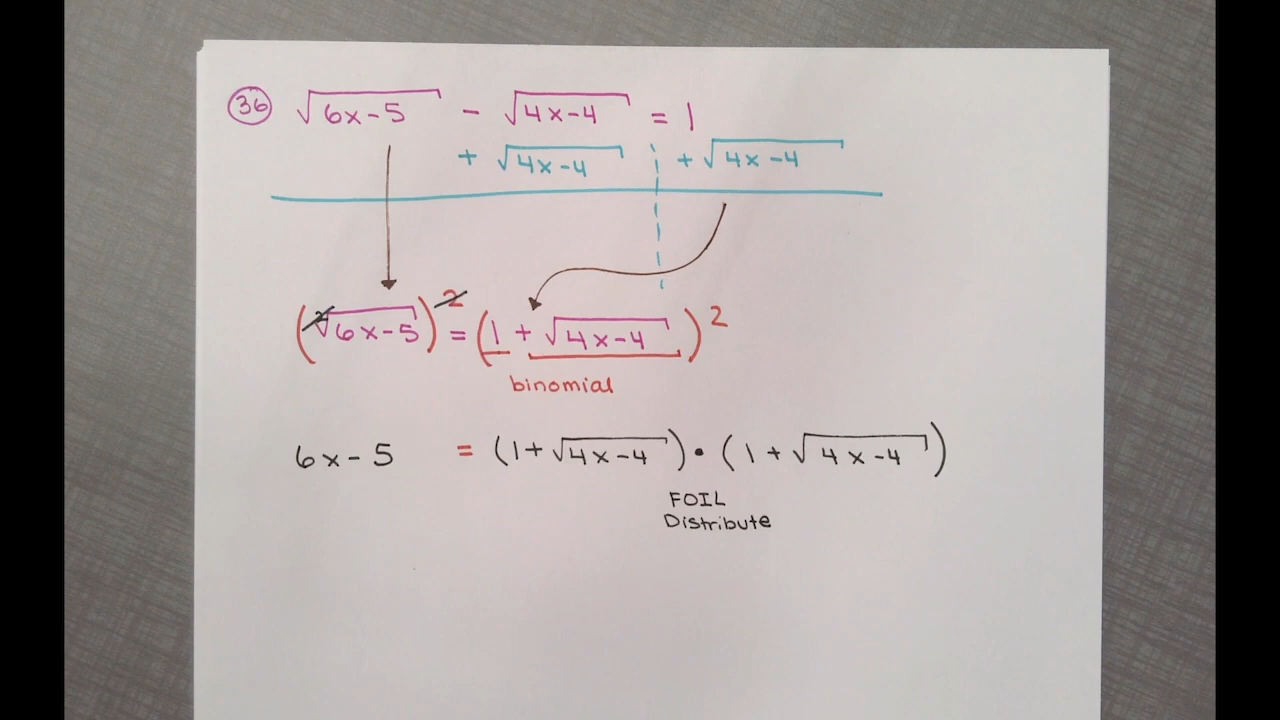 36 √6x-5 - √4x-4 = 1
+ √4x-4 + √4x-4
(²√6x-5)² = (1 + √4x-4)²
binomial
6x-5 = (1+√4x-4)•(1+√4x-4)
FOIL
Distribute